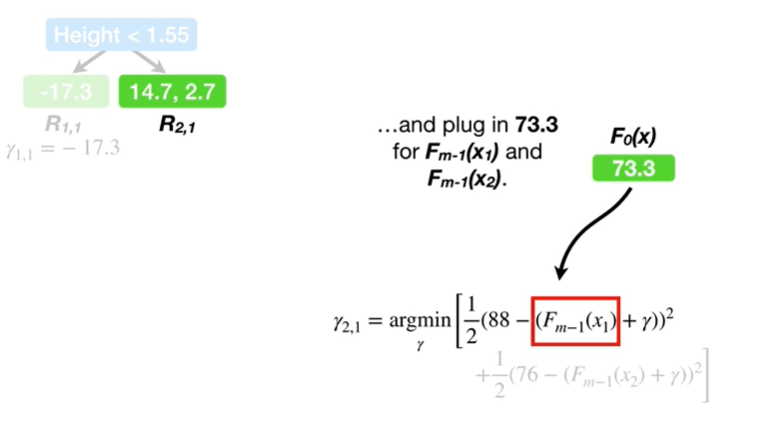 Height < 1.55
-17.3
14.7, 2.7
R1,1
R2,1
γ1,1 = − 17.3
...and plug in 73.3
for Fm-1(x1) and
Fm-1(x2).
F0(x)
73.3
γ2,1 = argmin [ 1/2 (88 − (Fm−1(x1) + γ))²
γ
+ 1/2 (76 − (Fm−1(x2) + γ))² ]